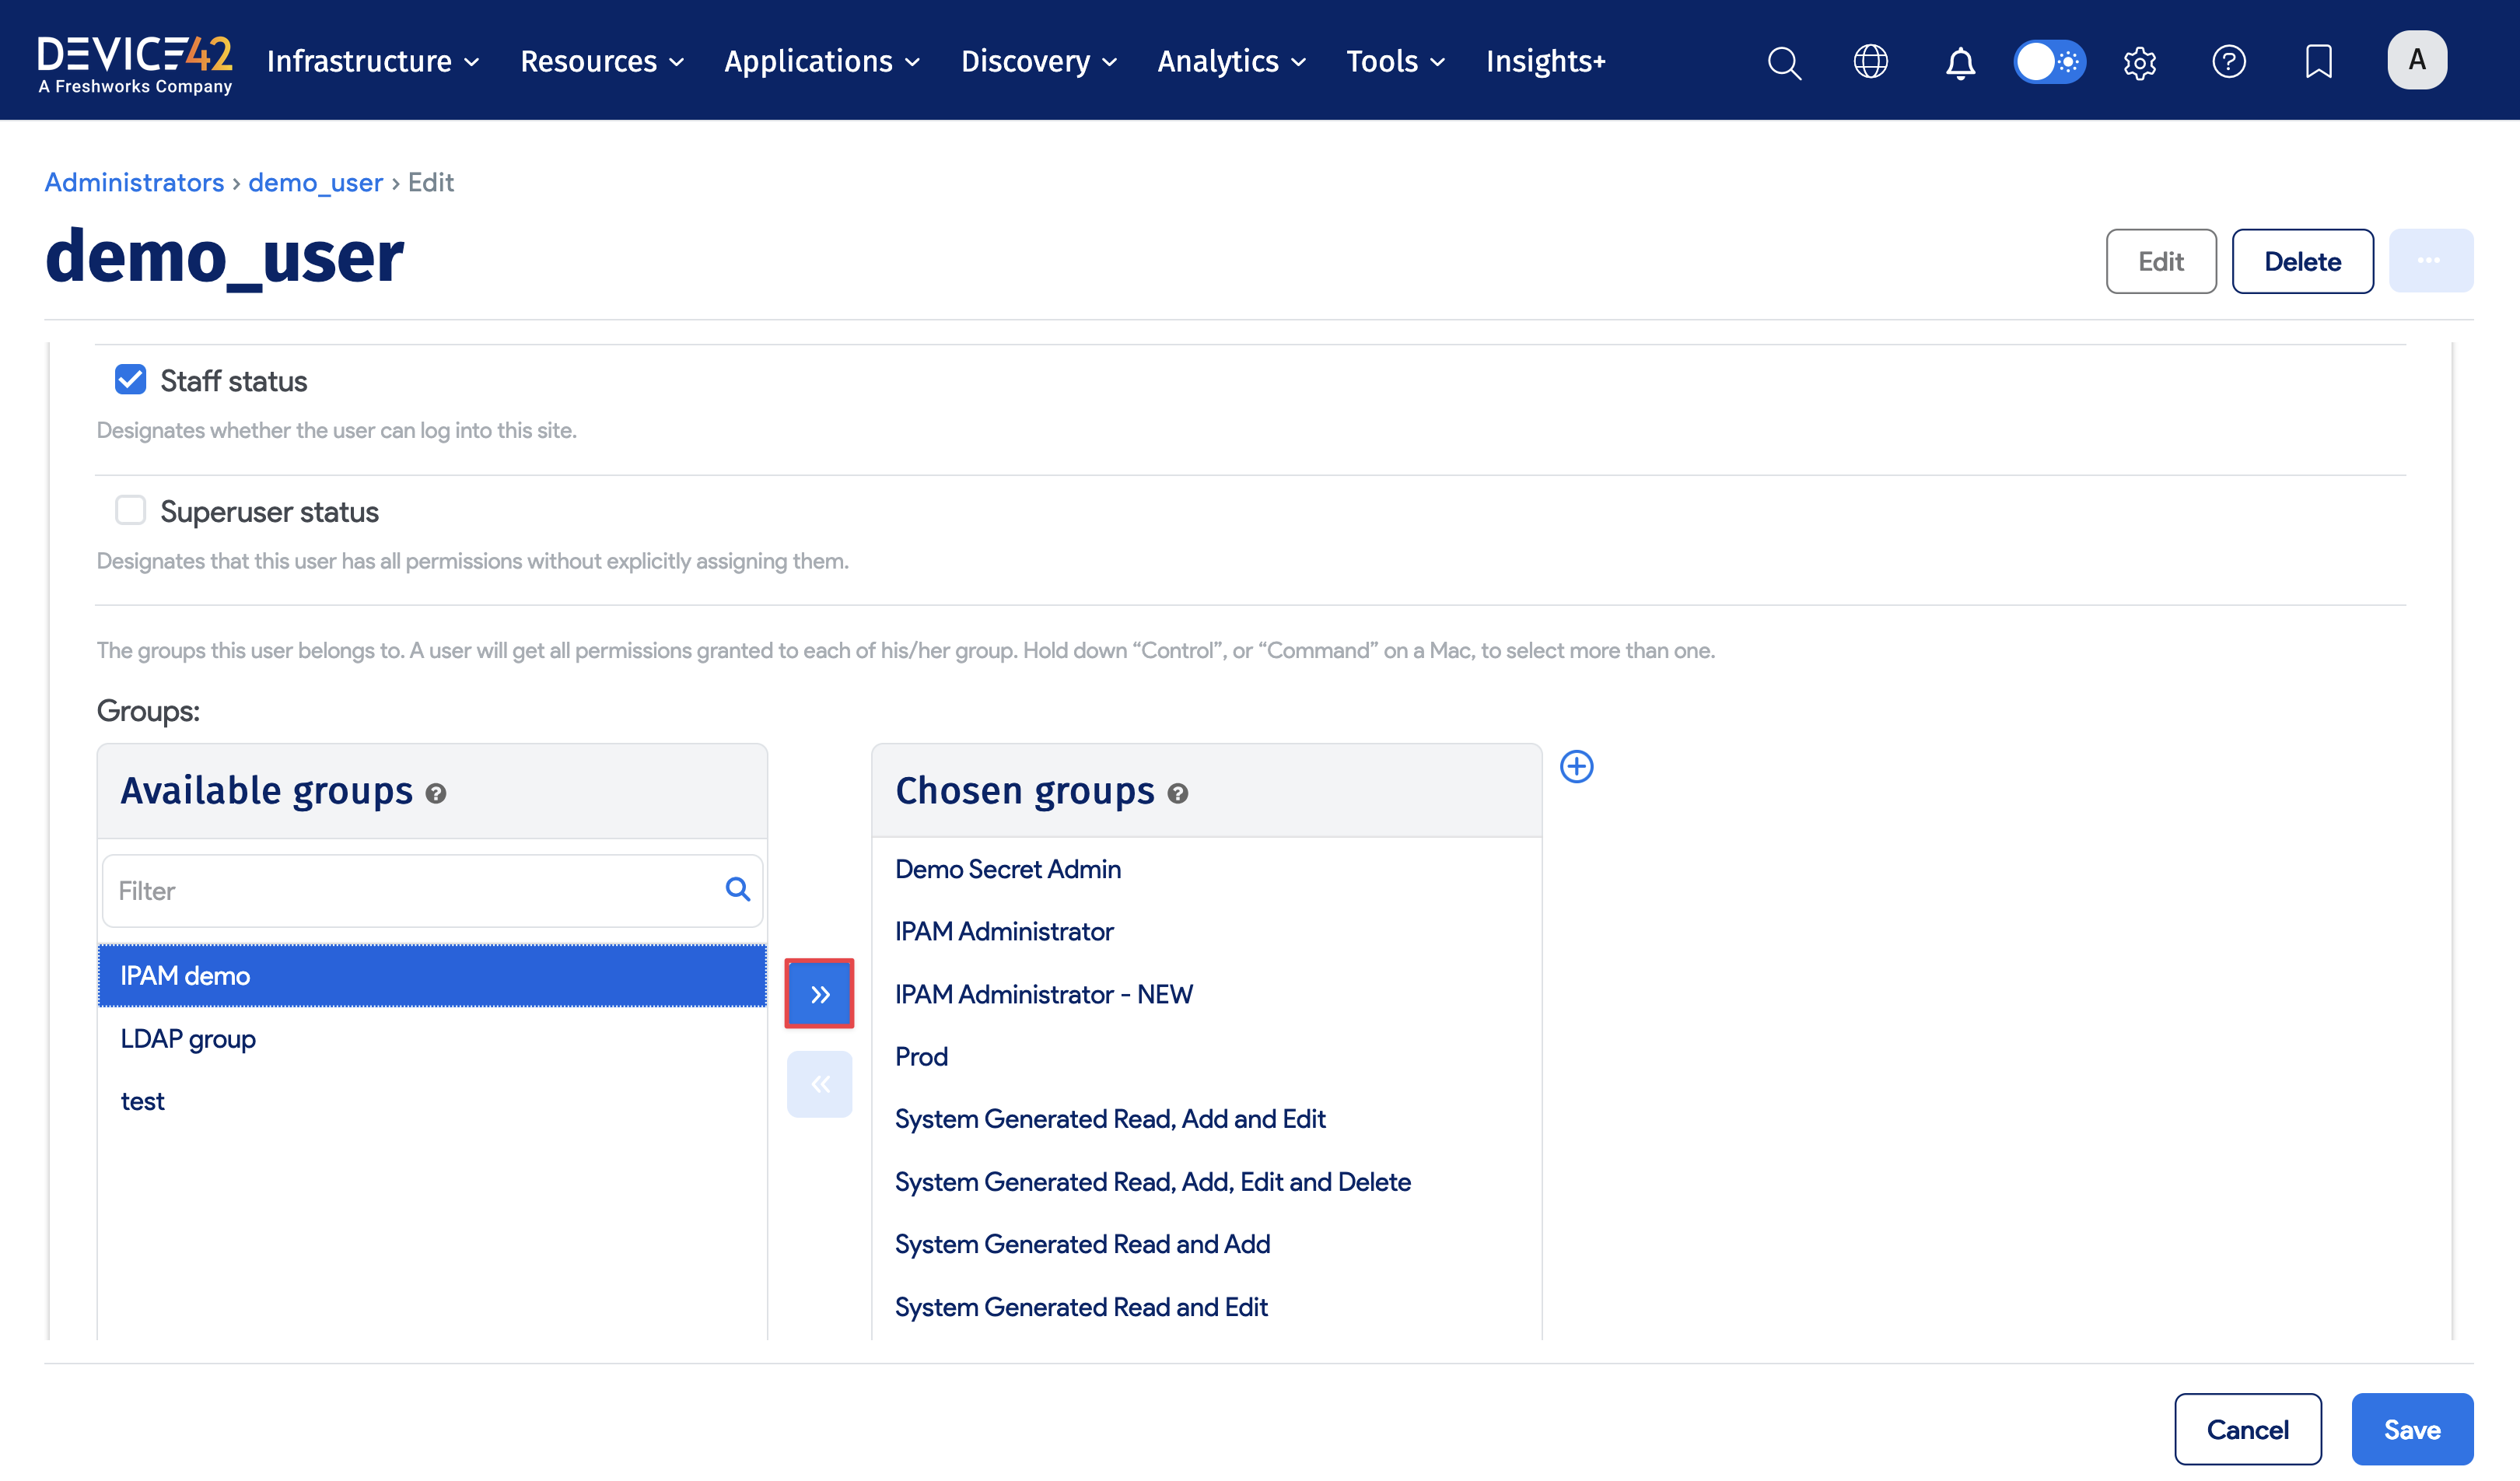 DEVICE42
A Freshworks Company
Infrastructure Resources Applications Discovery Analytics Tools Insights+
A
Administrators › demo_user › Edit
demo_user
Edit Delete
Staff status
Designates whether the user can log into this site.
Superuser status
Designates that this user has all permissions without explicitly assigning them.
The groups this user belongs to. A user will get all permissions granted to each of his/her group. Hold down “Control”, or “Command” on a Mac, to select more than one.
Groups:
Available groups
Filter
IPAM demo
LDAP group
test
Chosen groups
Demo Secret Admin
IPAM Administrator
IPAM Administrator - NEW
Prod
System Generated Read, Add and Edit
System Generated Read, Add, Edit and Delete
System Generated Read and Add
System Generated Read and Edit
Cancel Save